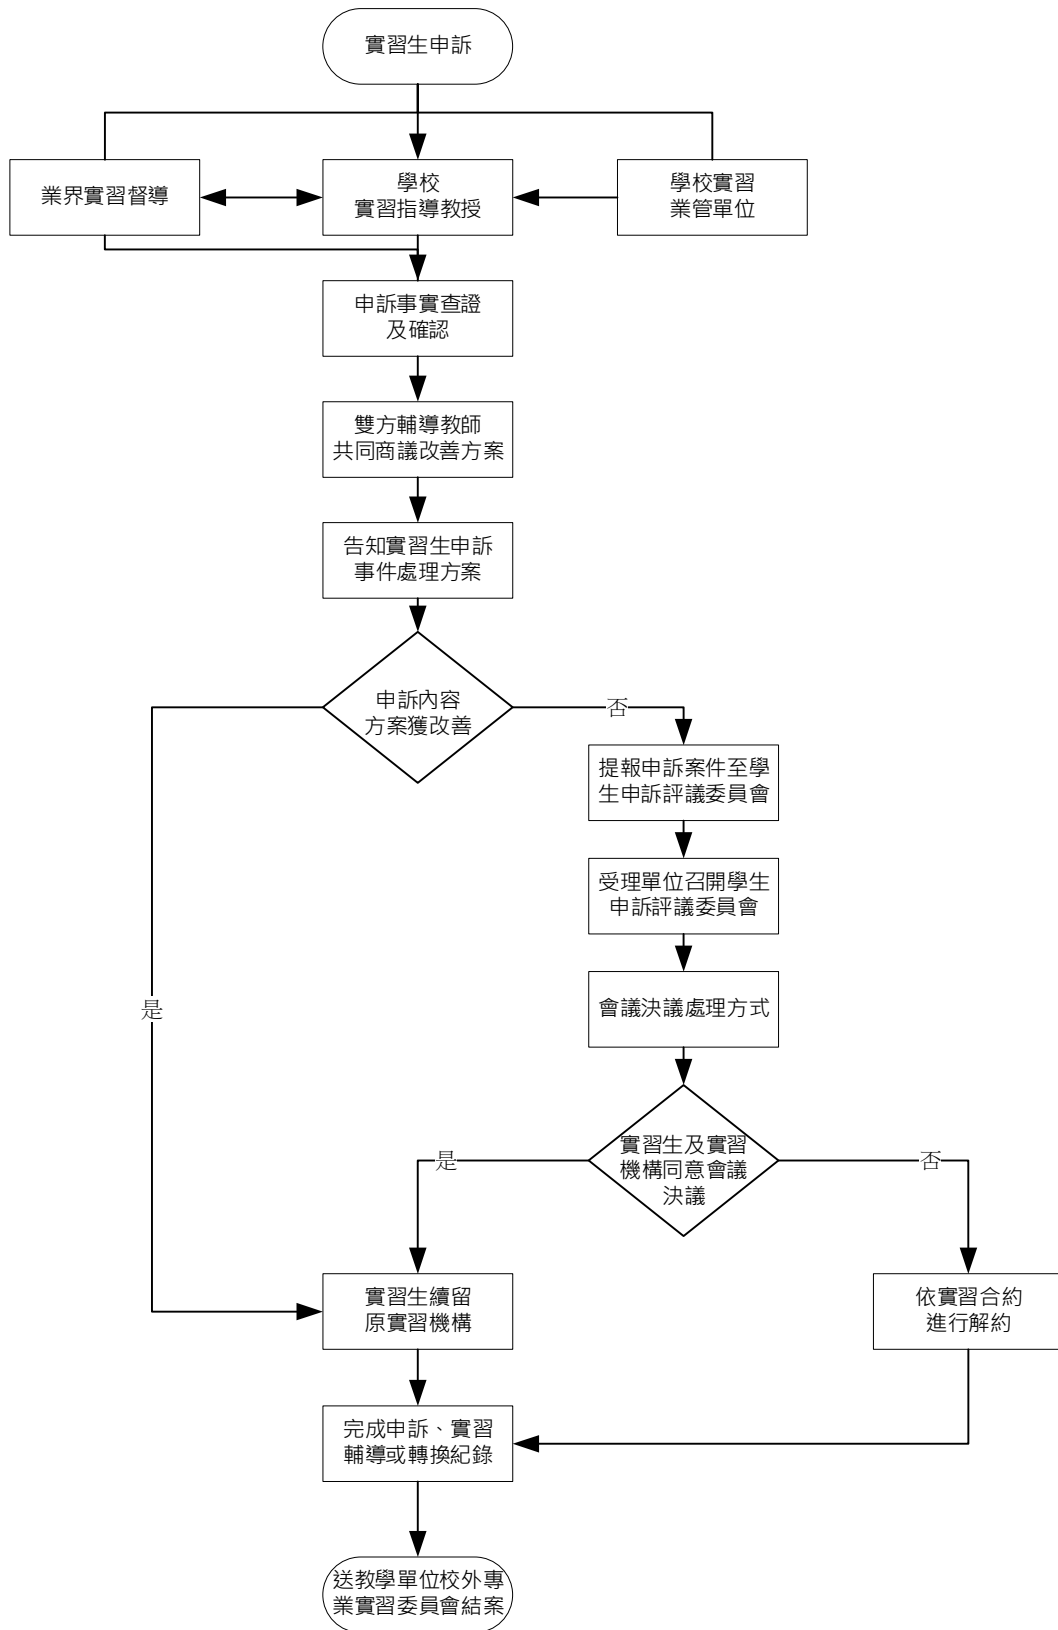 實習生申訴
業界實習督導
學校
實習指導教授
學校實習
業管單位
申訴事實查證
及確認
雙方輔導教師
共同商議改善方案
告知實習生申訴
事件處理方案
申訴內容
方案獲改善
否
提報申訴案件至學
生申訴評議委員會
受理單位召開學生
申訴評議委員會
會議決議處理方式
是
實習生及實習
機構同意會議
決議
是
否
實習生續留
原實習機構
依實習合約
進行解約
完成申訴、實習
輔導或轉換紀錄
送教學單位校外專
業實習委員會結案